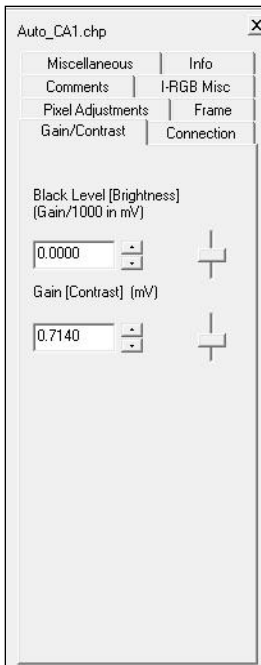 Auto_CA1.chp
X
Miscellaneous Info
Comments I-RGB Misc
Pixel Adjustments Frame
Gain/Contrast Connection
Black Level [Brightness]
(Gain/1000 in mV)
0.0000
Gain [Contrast] (mV)
0.7140